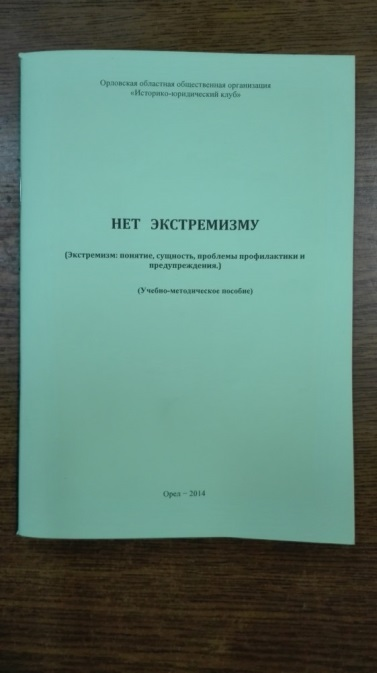 Орловская областная общественная организация
«Историко-юридический клуб»
НЕТ ЭКСТРЕМИЗМУ
(Экстремизм: понятие, сущность, проблемы профилактики и
предупреждения.)
(Учебно-методическое пособие)
Орел – 2014